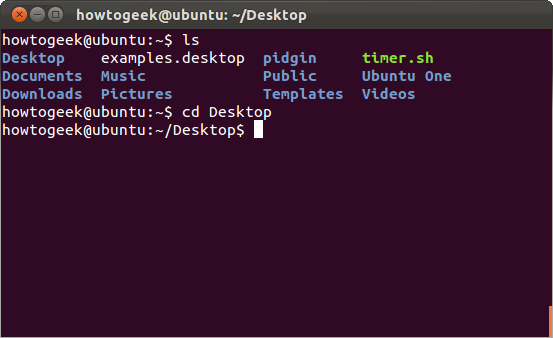 howtogeek@ubuntu: ~/Desktop
howtogeek@ubuntu:~$ ls
Desktop    examples.desktop  pidgin     timer.sh
Documents  Music             Public     Ubuntu One
Downloads  Pictures          Templates  Videos
howtogeek@ubuntu:~$ cd Desktop
howtogeek@ubuntu:~/Desktop$